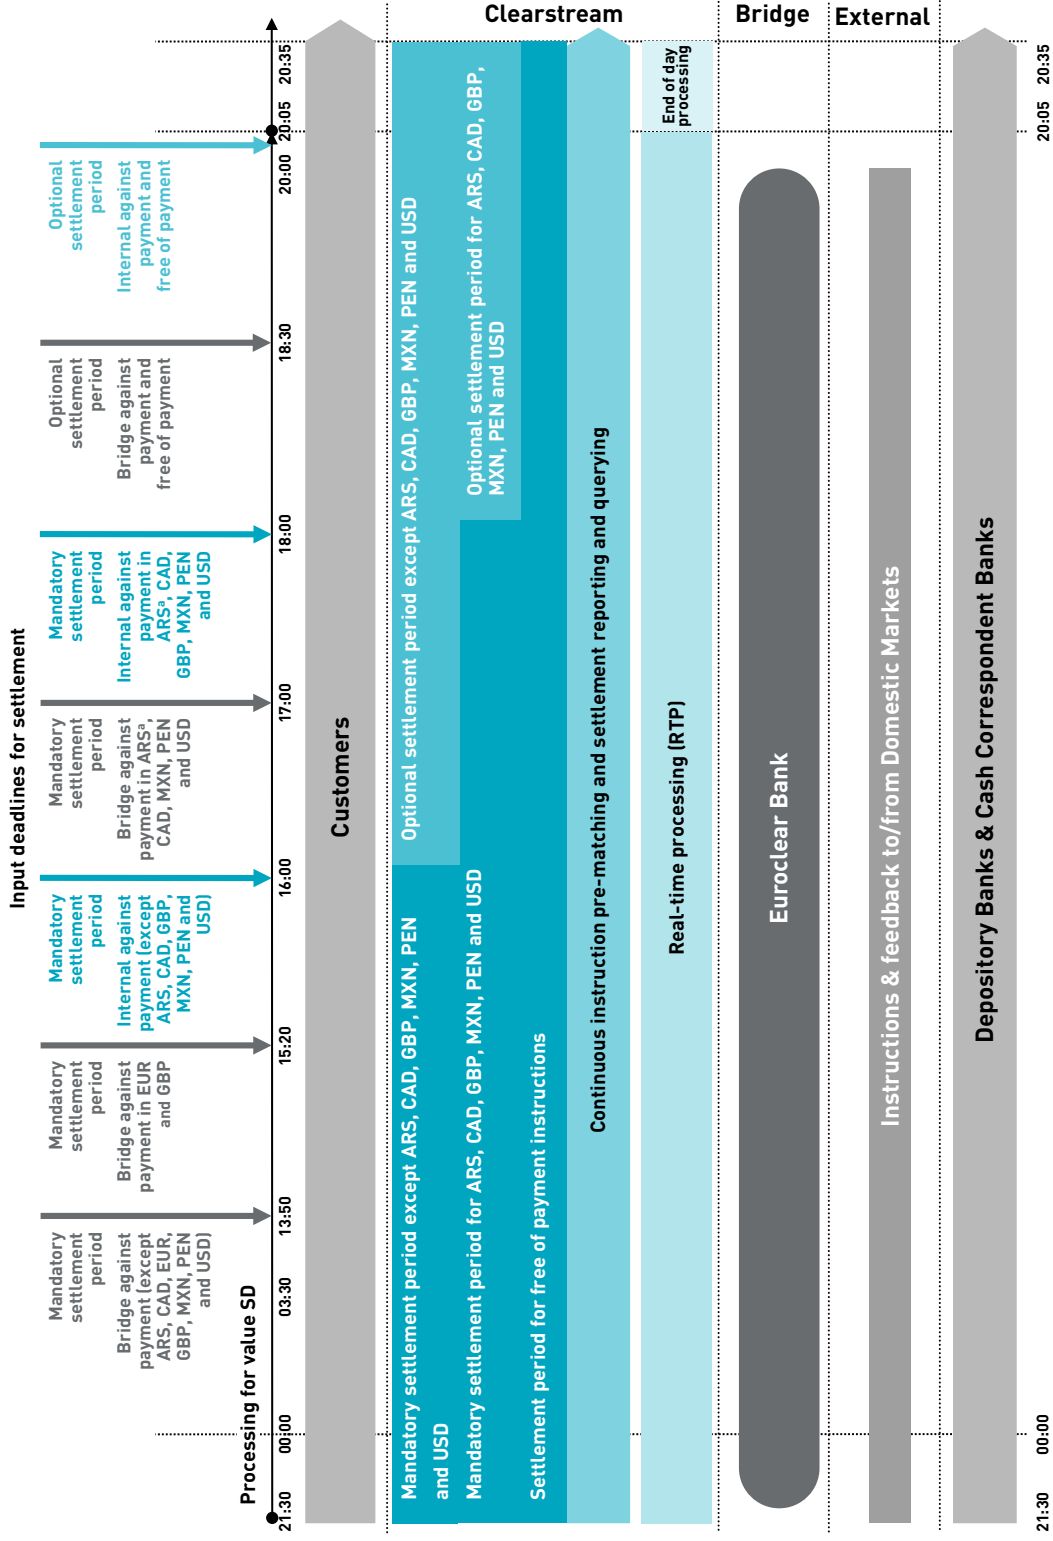 Input deadlines for settlement
Mandatory
settlement
period
Bridge against
payment (except
ARS, CAD, EUR,
GBP, MXN, PEN
and USD)
Mandatory
settlement
period
Bridge against
payment in EUR
and GBP
Mandatory
settlement
period
Internal against
payment (except
ARS, CAD, GBP,
MXN, PEN and
USD)
Mandatory
settlement
period
Bridge against
payment in ARSª,
CAD, MXN, PEN
and USD
Mandatory
settlement
period
Internal against
payment in
ARSª, CAD,
GBP, MXN, PEN
and USD
Optional
settlement
period
Bridge against
payment and
free of payment
Optional
settlement
period
Internal against
payment and
free of payment
Processing for value SD
21:30
00:00
03:30
13:50
15:20
16:00
17:00
18:00
18:30
20:00
20:05
20:35
Customers
Clearstream
Mandatory settlement period except ARS, CAD, GBP, MXN, PEN
and USD
Optional settlement period except ARS, CAD, GBP, MXN, PEN and USD
Mandatory settlement period for ARS, CAD, GBP, MXN, PEN and USD
Optional settlement period for ARS, CAD, GBP,
MXN, PEN and USD
Settlement period for free of payment instructions
Continuous instruction pre-matching and settlement reporting and querying
Real-time processing (RTP)
End of day
processing
Bridge
Euroclear Bank
External
Instructions & feedback to/from Domestic Markets
Depository Banks & Cash Correspondent Banks
21:30
00:00
20:05
20:35